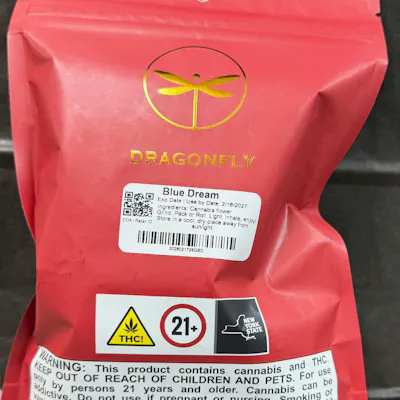 DRAGONFLY
Blue Dream
Exp Date / Use by Date: 2/16/2027
Ingredients: Cannabis flower
Grind, Pack or Roll, Light, Inhale, enjoy!
Store in a cool, dry place away from
sunlight.
THC!
21+
NEW
YORK
STATE
WARNING: This product contains cannabis and THC.
KEEP OUT OF REACH OF CHILDREN AND PETS. For use
only by persons 21 years and older. Cannabis can be
addictive. Do not use if pregnant or nursing. Smoking or